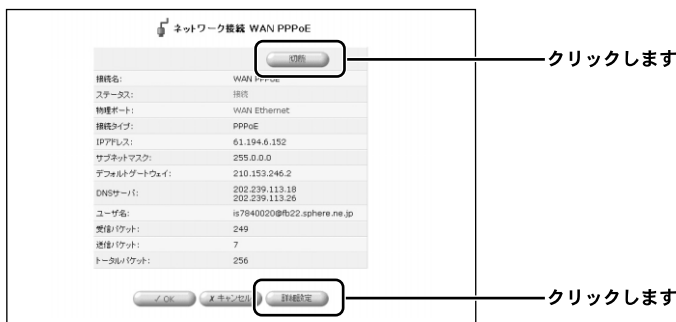 ネットワーク接続 WAN PPPoE
切断
クリックします
接続名: WAN PPPoE
ステータス: 接続
物理ポート: WAN Ethernet
接続タイプ: PPPoE
IPアドレス: 61.194.6.152
サブネットマスク: 255.0.0.0
デフォルトゲートウェイ: 210.153.246.2
DNSサーバ: 202.239.113.18
202.239.113.26
ユーザ名: is7840020@fb22.sphere.ne.jp
受信パケット: 249
送信パケット: 7
トータルパケット: 256
✓ OK
X キャンセル
詳細設定
クリックします